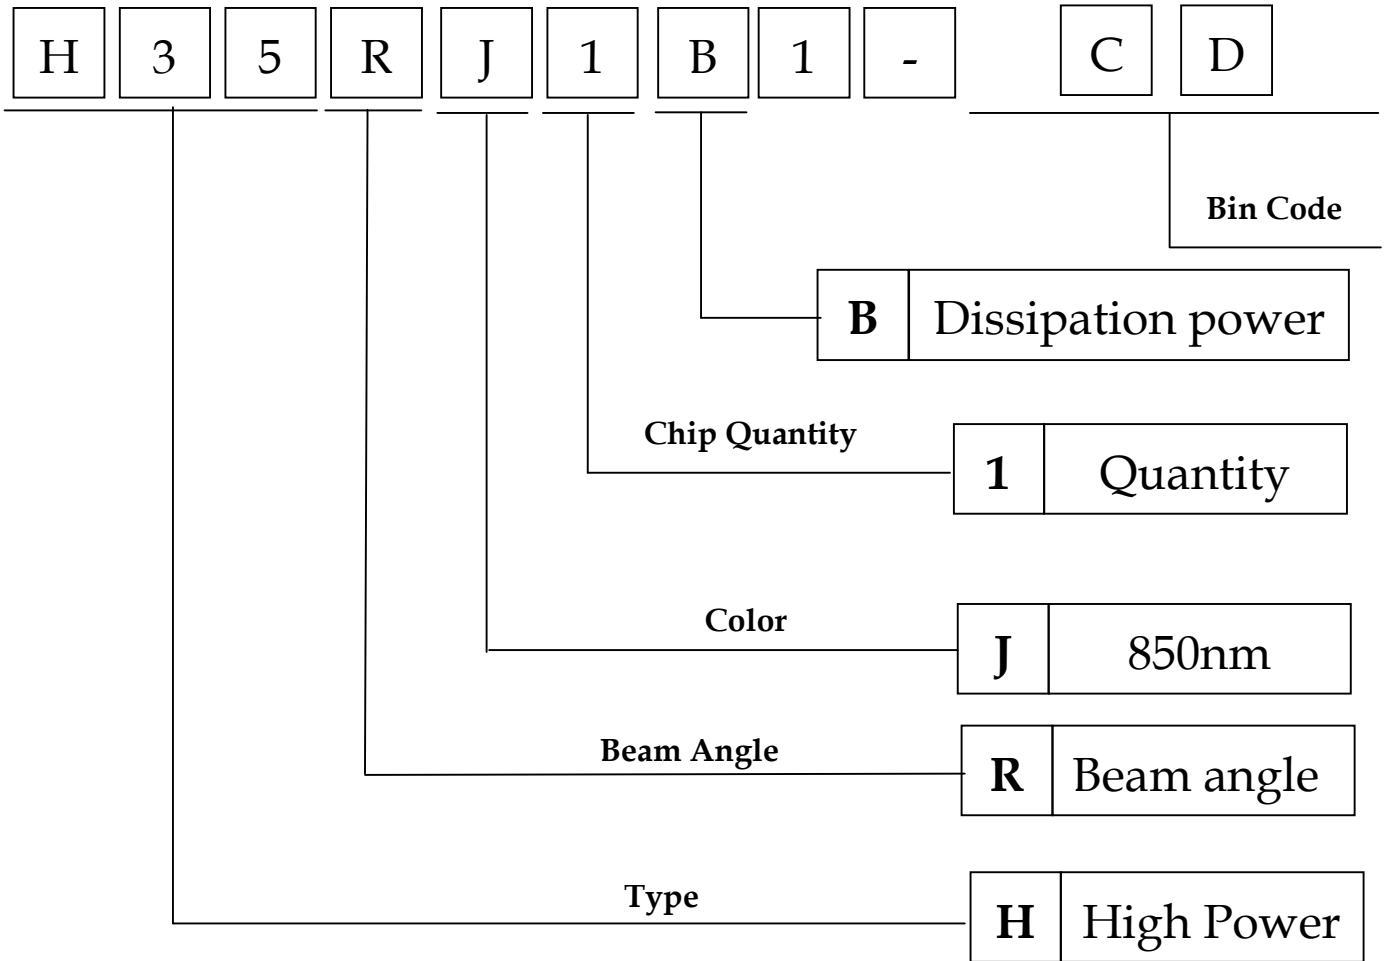 H 3 5 R J 1 B 1 - C D
Bin Code
B Dissipation power
Chip Quantity
1 Quantity
Color
J 850nm
Beam Angle
R Beam angle
Type
H High Power